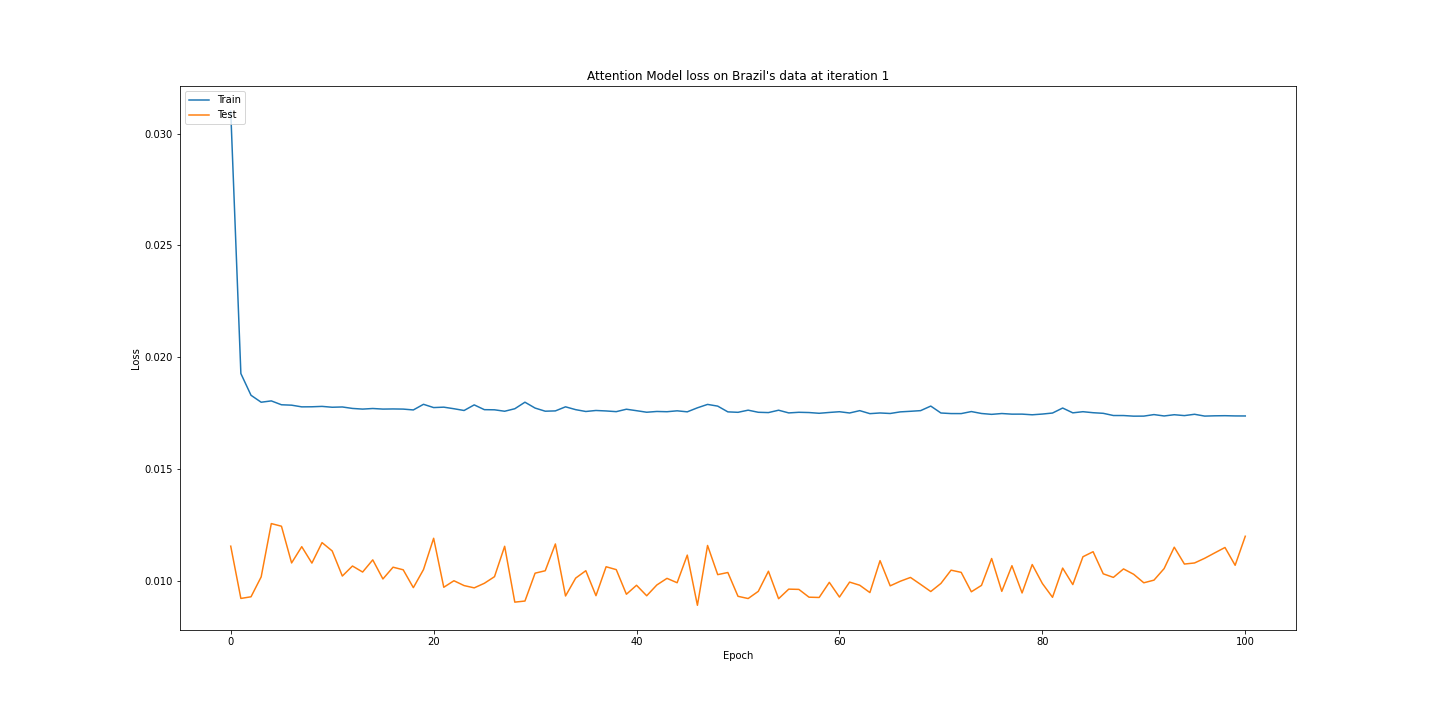 Attention Model loss on Brazil's data at iteration 1
Train
Test
0.030
0.025
0.020
0.015
0.010
Loss
0 20 40 60 80 100
Epoch